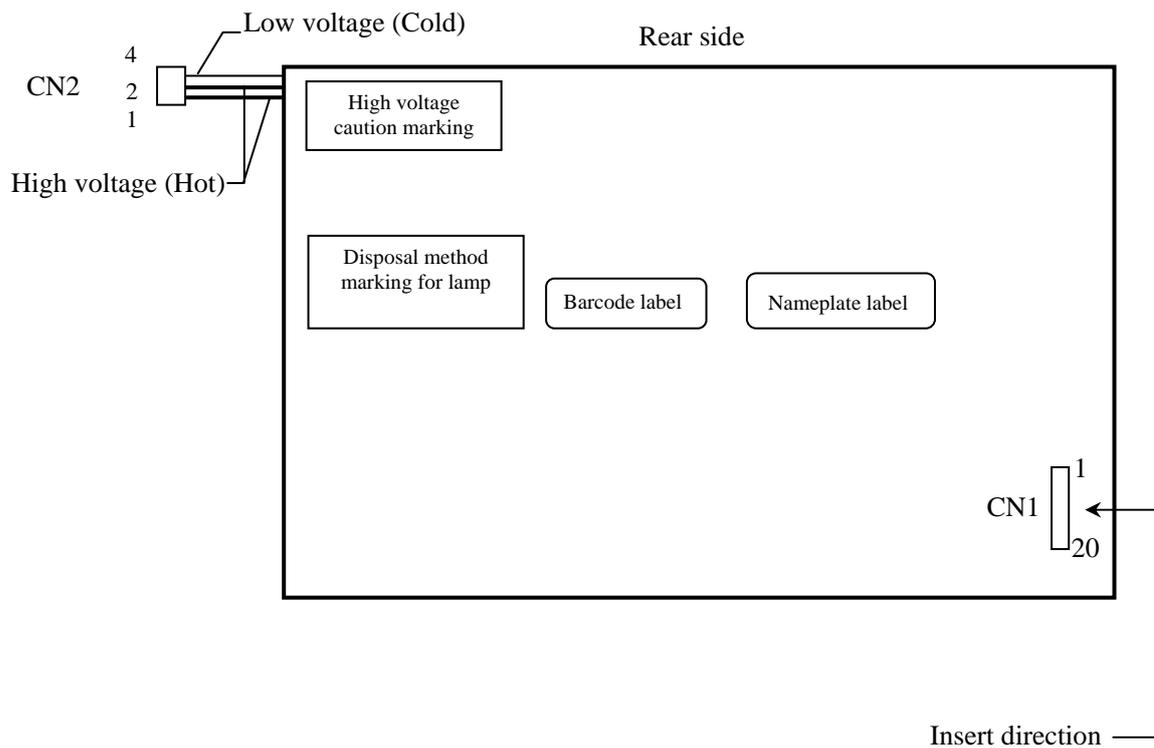 Low voltage (Cold)
Rear side
4
CN2
2
1
High voltage
caution marking
High voltage (Hot)
Disposal method
marking for lamp
Barcode label
Nameplate label
1
CN1
20
Insert direction